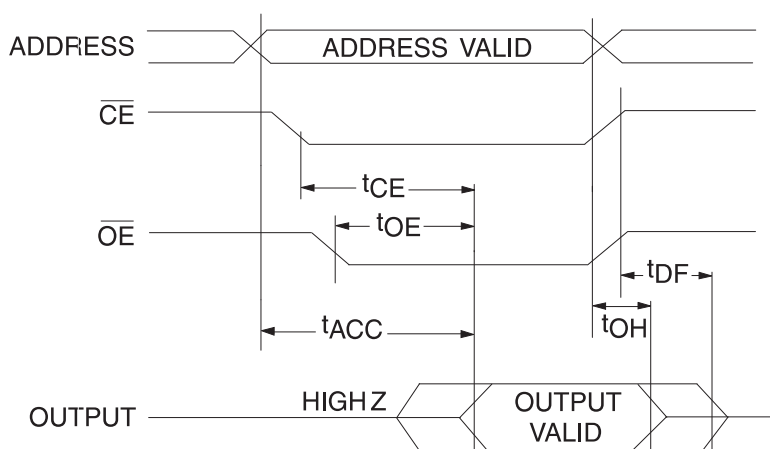 ADDRESS ADDRESS VALID
CE
tCE
tOE
OE
tDF
tACC
tOH
HIGH Z
OUTPUT
OUTPUT
VALID